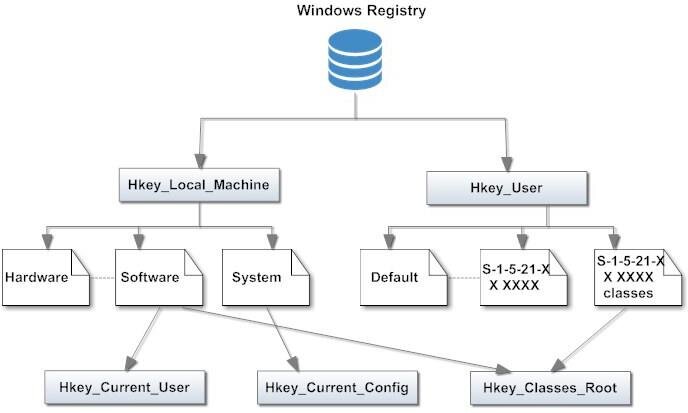 Windows Registry
Hkey_Local_Machine
Hkey_User
Hardware
Software
System
Default
S-1-5-21-X
X XXXX
S-1-5-21-X
X XXXX
classes
Hkey_Current_User
Hkey_Current_Config
Hkey_Classes_Root